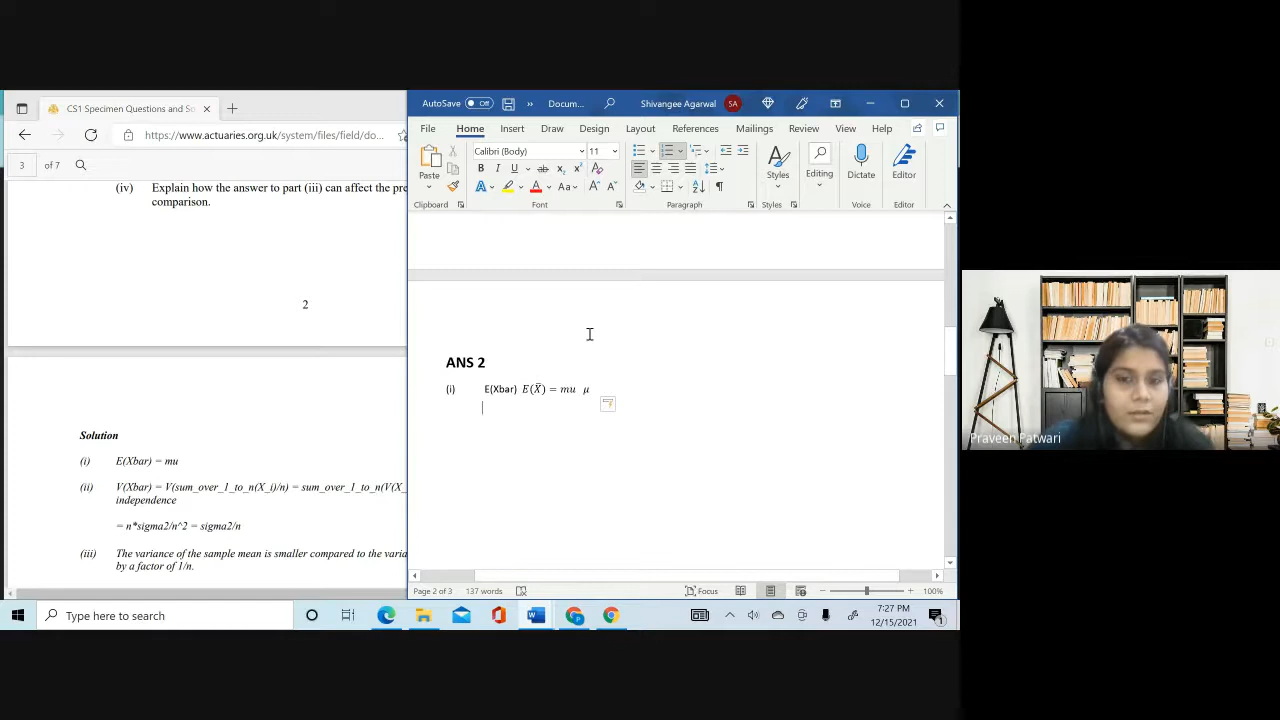 CS1 Specimen Questions and So
https://www.actuaries.org.uk/system/files/field/do...
3 of 7
(iv) Explain how the answer to part (iii) can affect the pre
comparison.
2
Solution
(i) E(Xbar) = mu
(ii) V(Xbar) = V(sum_over_1_to_n(X_i)/n) = sum_over_1_to_n(V(X_
independence
= n*sigma2/n^2 = sigma2/n
(iii) The variance of the sample mean is smaller compared to the varia
by a factor of 1/n.
AutoSave Off Docum... Shivangee Agarwal SA
File Home Insert Draw Design Layout References Mailings Review View Help
Calibri (Body) 11
Paste Styles Editing Dictate Editor
Clipboard Font Paragraph Styles Voice Editor
ANS 2
(i) E(Xbar) E(X̄) = mu μ
Page 2 of 3 137 words Focus 100%
Type here to search
7:27 PM
12/15/2021
1
Praveen Patwari